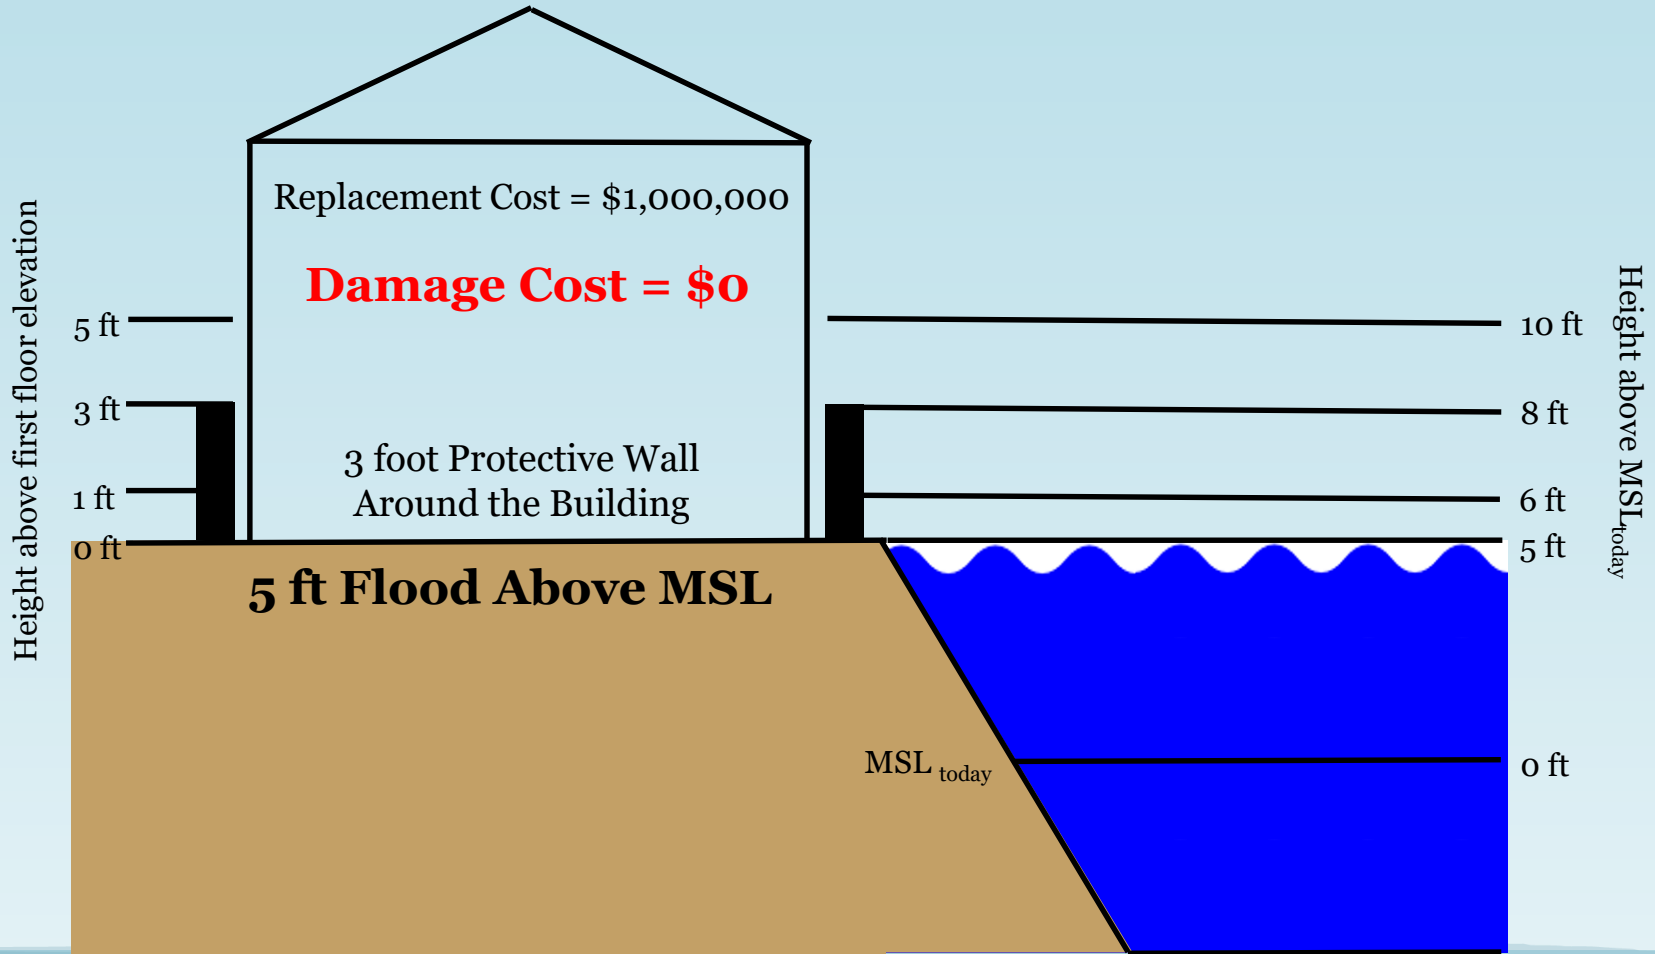 Height above first floor elevation
Replacement Cost = $1,000,000
Damage Cost = $0
5 ft
3 ft
1 ft
0 ft
3 foot Protective Wall
Around the Building
10 ft
8 ft
6 ft
5 ft
0 ft
Height above MSL today
5 ft Flood Above MSL
MSL today